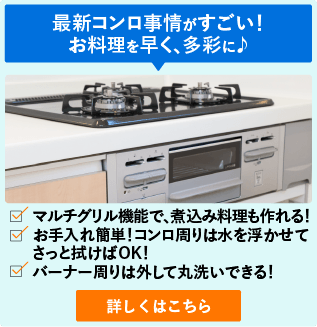 最新コンロ事情がすごい!
お料理を早く、多彩に♪
マルチグリル機能で、煮込み料理も作れる!
お手入れ簡単!コンロ周りは水を浮かせて
さっと拭けばOK!
バーナー周りは外して丸洗いできる!
詳しくはこちら